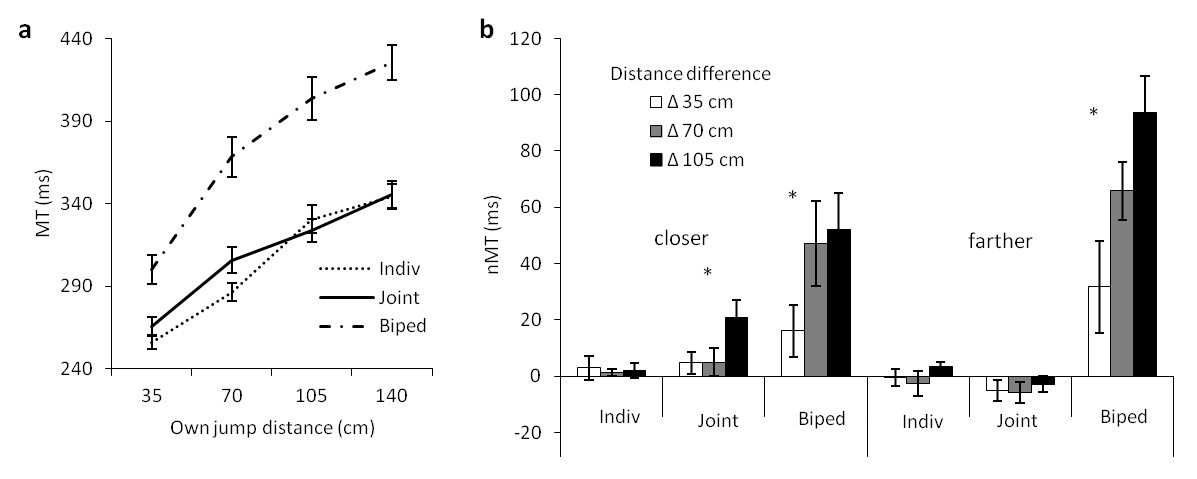 a
440
390
340
290
240
MT (ms)
Indiv
Joint
Biped
35 70 105 140
Own jump distance (cm)
b
120
100
80
60
40
20
0
-20
nMT (ms)
Distance difference
Δ 35 cm
Δ 70 cm
Δ 105 cm
closer
farther
*
*
*
Indiv Joint Biped Indiv Joint Biped